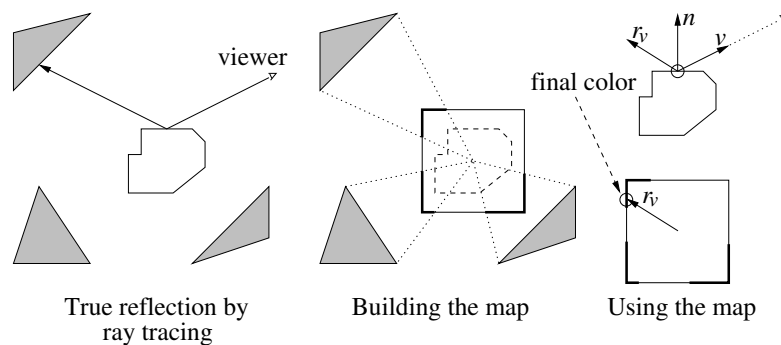 viewer
True reflection by
ray tracing
Building the map
n
r_v
v
final color
r_v
Using the map